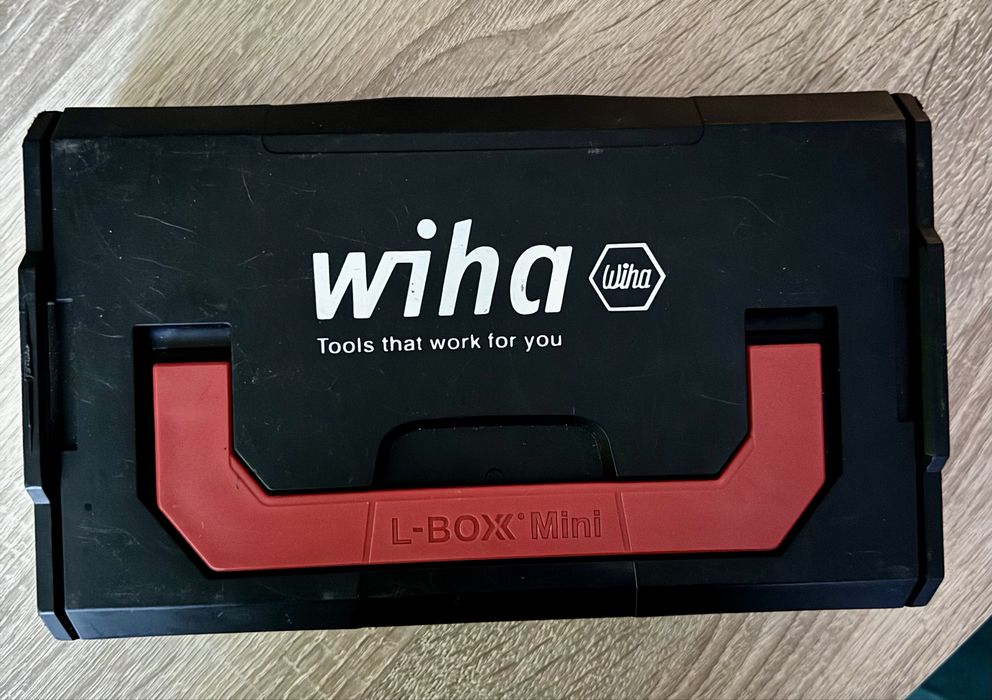 wiha
Wiha
Tools that work for you
L-BOXX® Mini